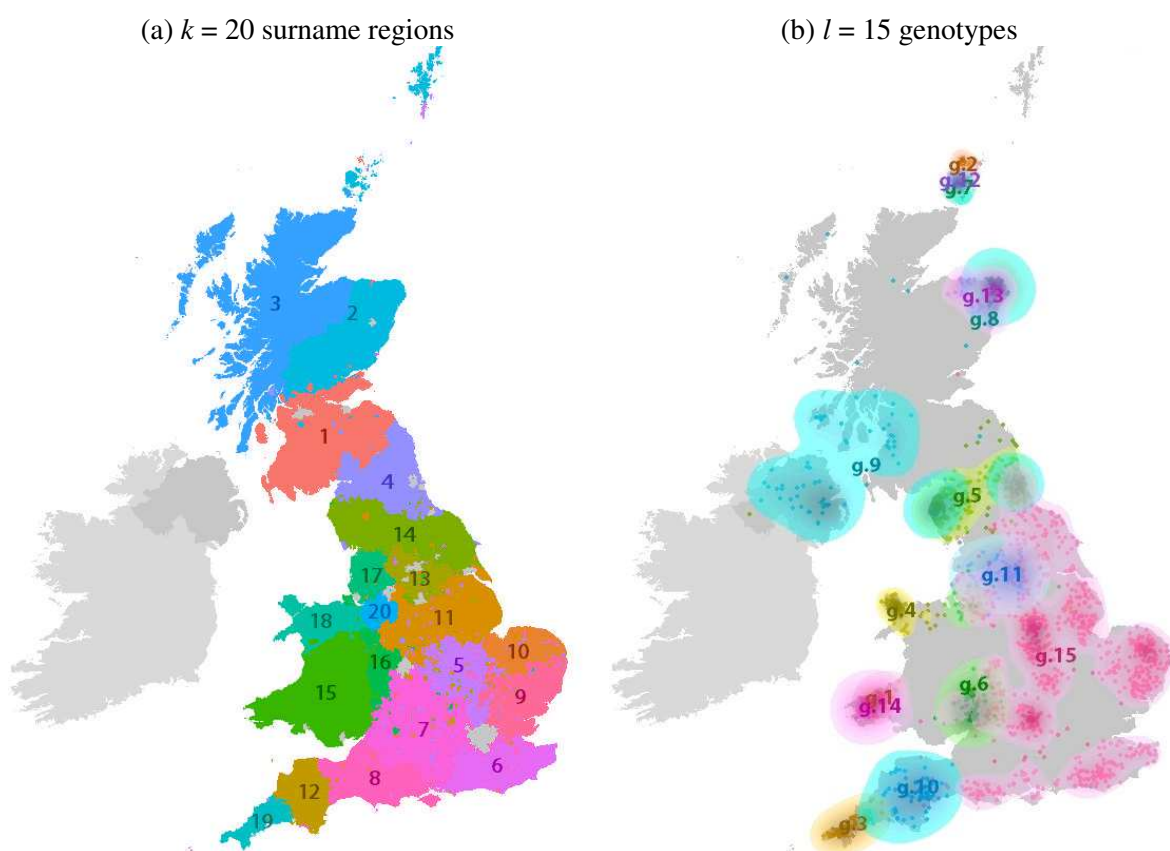 (a) k = 20 surname regions
(b) l = 15 genotypes
3
2
1
4
14
17
13
20
18
11
16
5
10
15
9
7
6
8
12
19
g.2
g.12
g.7
g.13
g.8
g.9
g.5
g.11
g.4
g.15
g.6
g.1
g.14
g.10
g.3